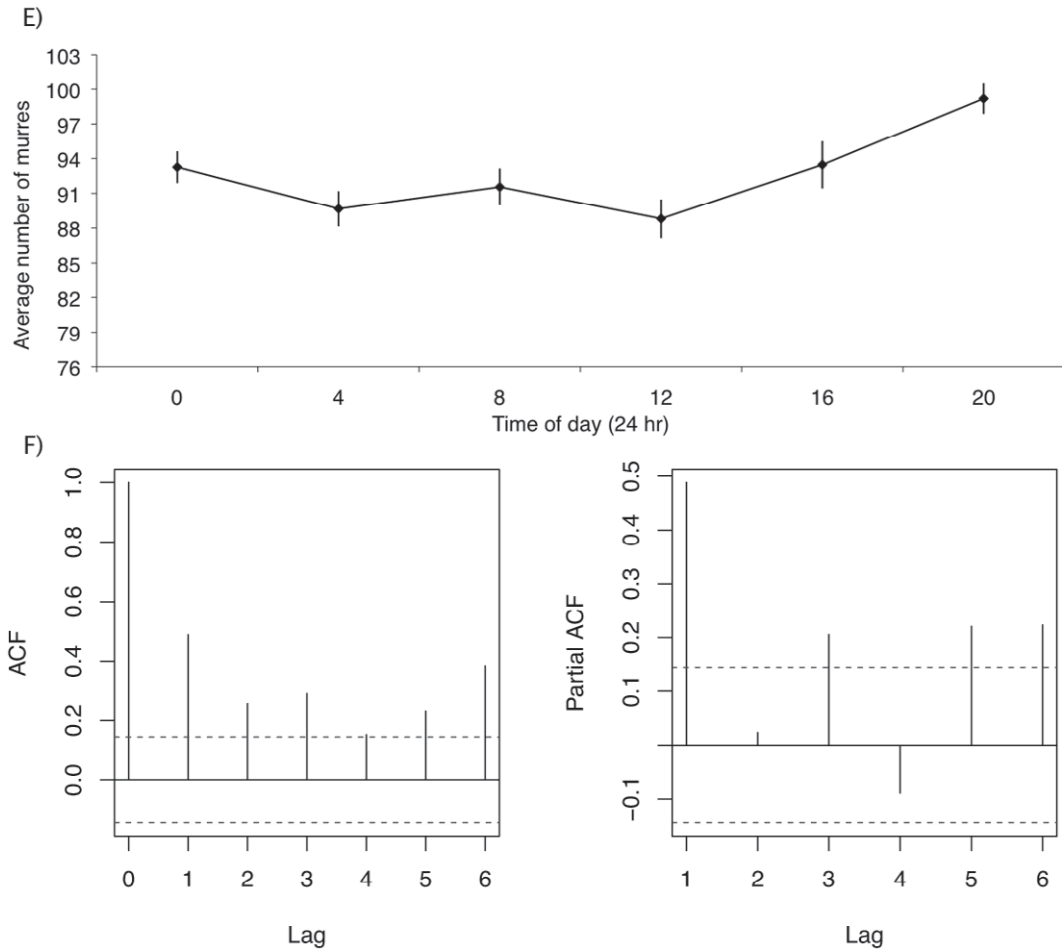 E)
103
100
97
94
91
88
85
82
79
76
Average number of murres
0 4 8 12 16 20
Time of day (24 hr)
F)
1.0
0.8
0.6
0.4
0.2
0.0
ACF
0 1 2 3 4 5 6
Lag
0.5
0.4
0.3
0.2
0.1
-0.1
Partial ACF
1 2 3 4 5 6
Lag